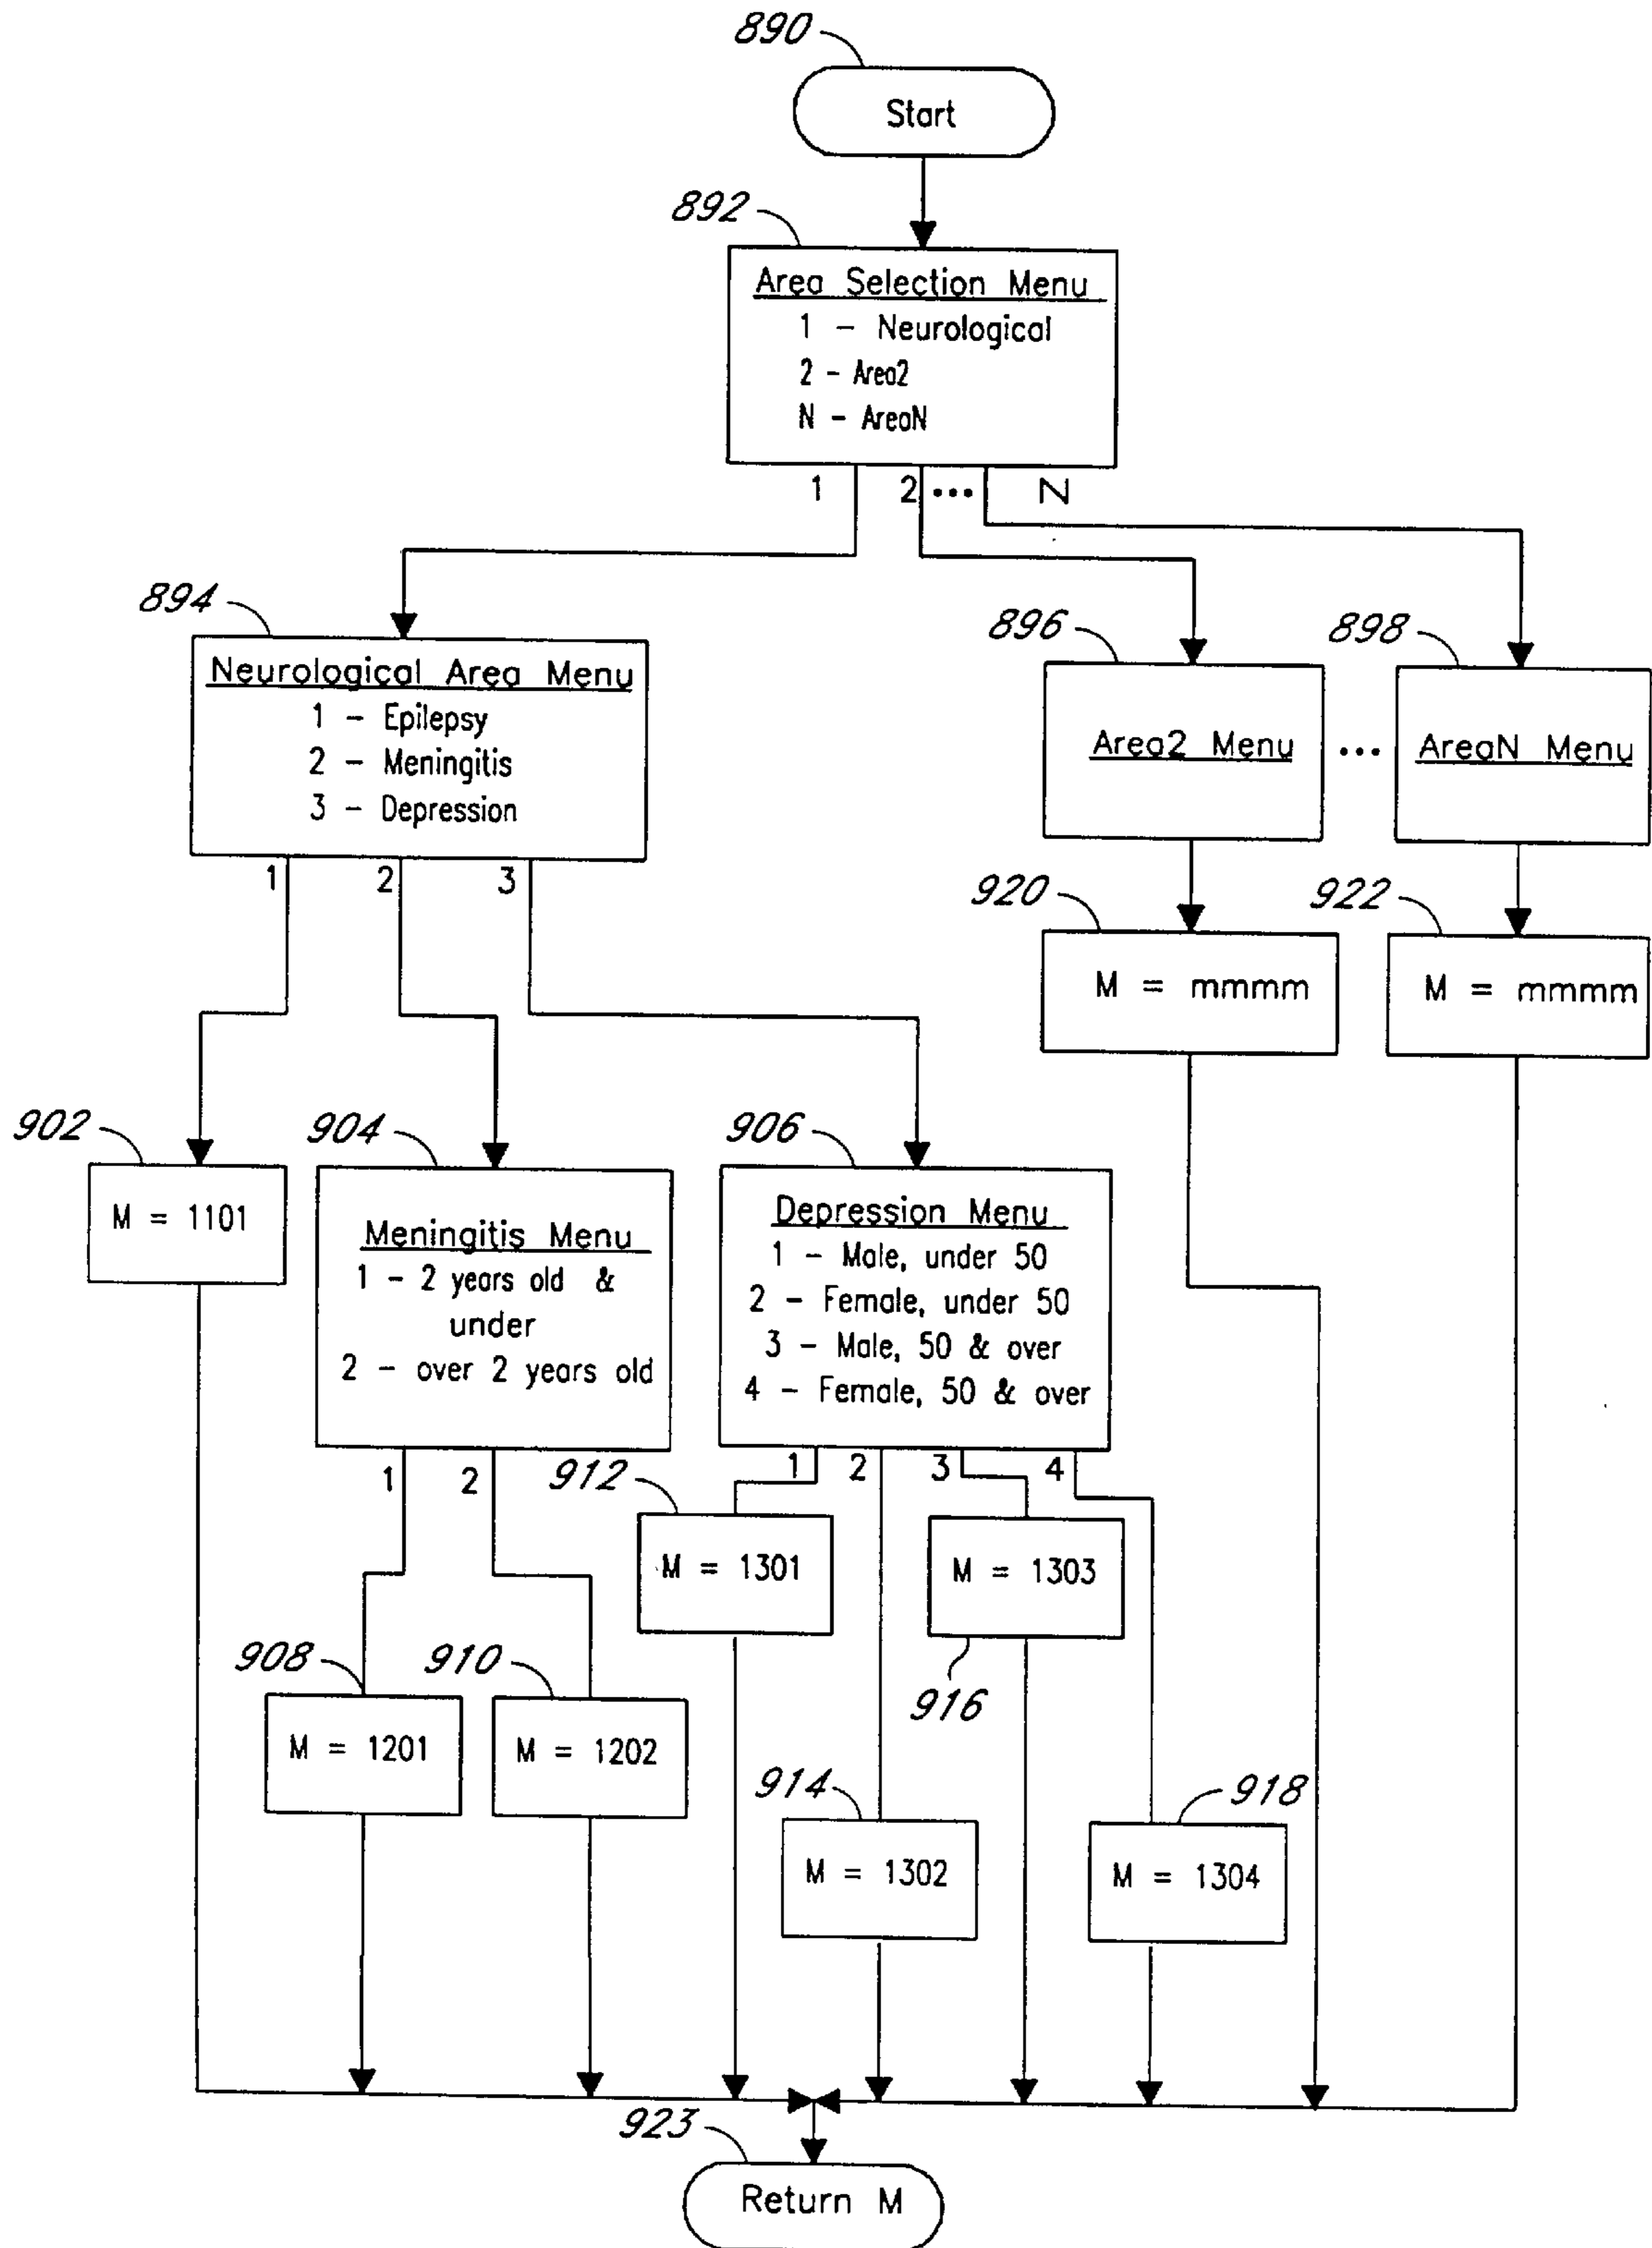 890
Start
892
Area Selection Menu
1 - Neurological
2 - Area2
N - AreaN
1
2
...
N
894
Neurological Area Menu
1 - Epilepsy
2 - Meningitis
3 - Depression
896
Area2 Menu
...
898
AreaN Menu
1
2
3
920
M = mmmm
922
M = mmmm
902
M = 1101
904
Meningitis Menu
1 - 2 years old &
under
2 - over 2 years old
906
Depression Menu
1 - Male, under 50
2 - Female, under 50
3 - Male, 50 & over
4 - Female, 50 & over
1
2
1
2
3
4
912
M = 1301
M = 1303
916
908
M = 1201
910
M = 1202
914
M = 1302
918
M = 1304
923
Return M